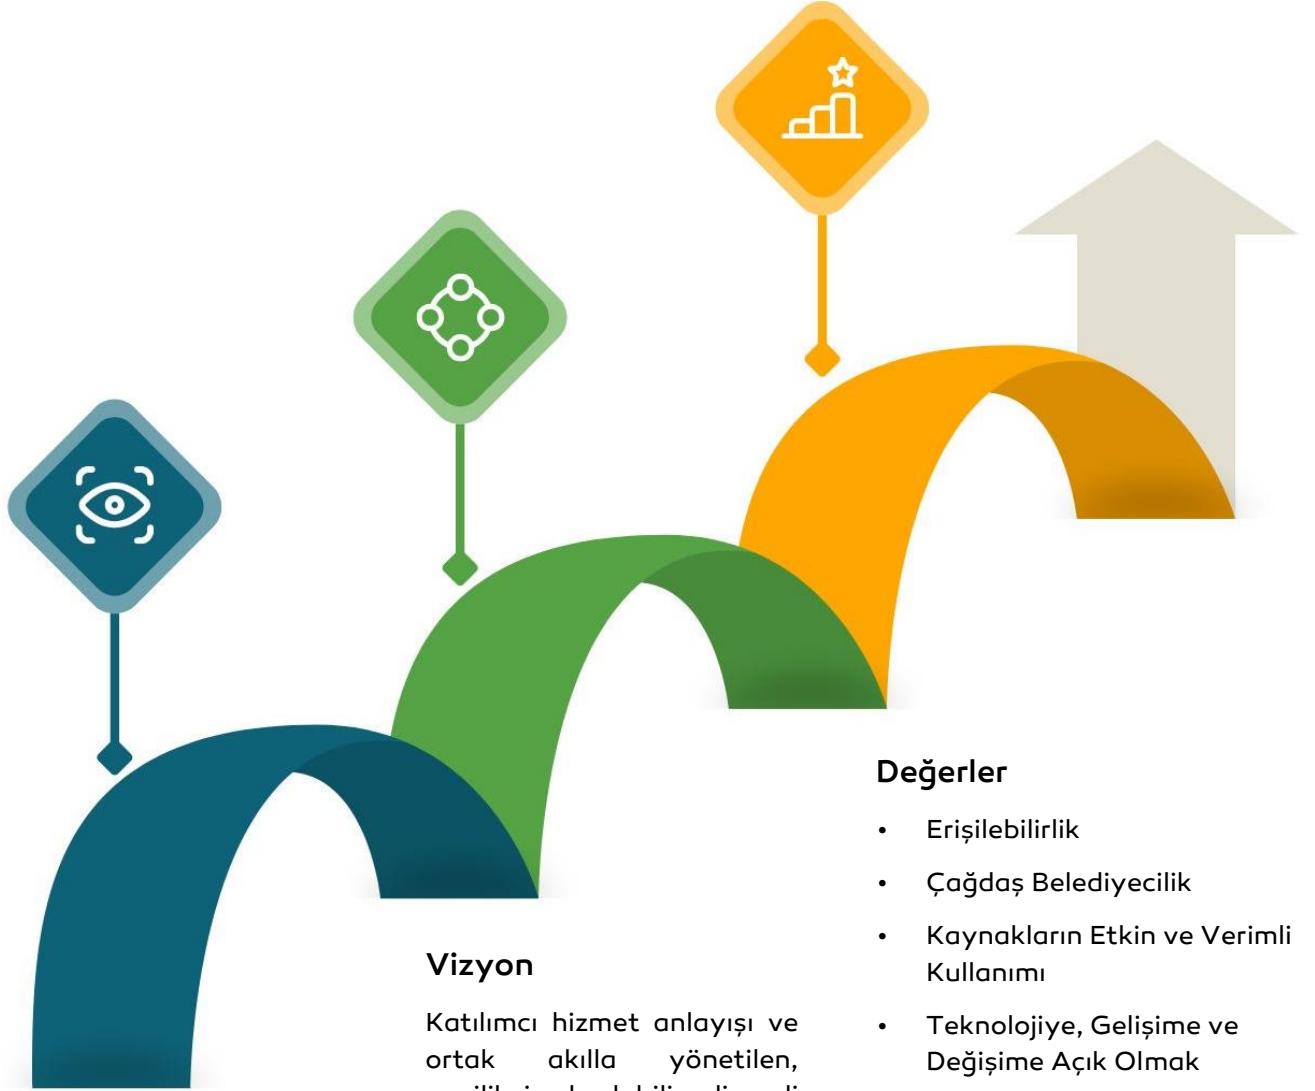 Değerler
• Erişilebilirlik
• Çağdaş Belediyecilik
• Kaynakların Etkin ve Verimli
Kullanımı
• Teknolojiye, Gelişime ve
Değişime Açık Olmak
Vizyon
Katılımcı hizmet anlayışı ve
ortak akılla yönetilen,